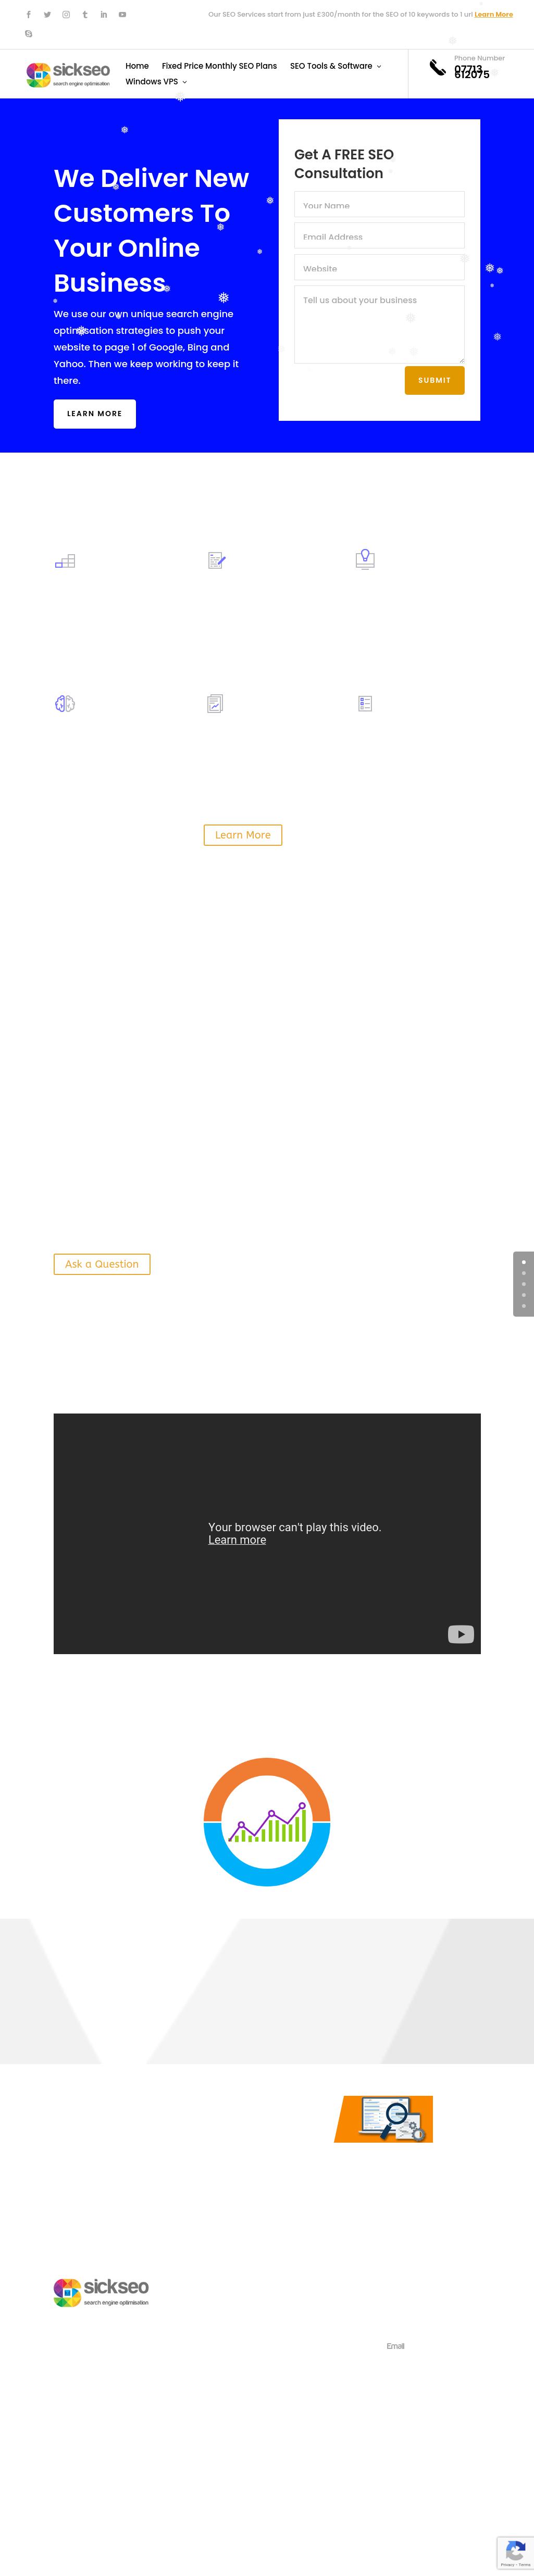 Our SEO Services start from just £300/month for the SEO of 10 keywords to 1 url Learn More
sickseo
search engine optimisation
Home
Fixed Price Monthly SEO Plans
SEO Tools & Software
Windows VPS
Phone Number
07713
612075
We Deliver New
Customers To
Your Online
Business
We use our own unique search engine
optimisation strategies to push your
website to page 1 of Google, Bing and
Yahoo. Then we keep working to keep it
there.
LEARN MORE
Get A FREE SEO
Consultation
Your Name
Email Address
Website
Tell us about your business
SUBMIT
Learn More
Ask a Question
Your browser can't play this video.
Learn more
sickseo
search engine optimisation
Email
Privacy - Terms